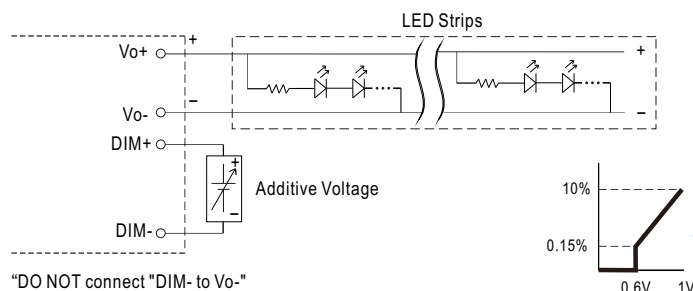 LED Strips
Vo+
+
+
Vo-
−
−
DIM+
+
Additive Voltage
−
DIM-
"DO NOT connect "DIM- to Vo-"
10%
0.15%
0.6V
1V